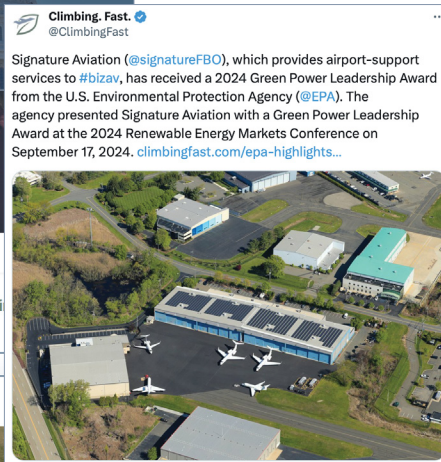 Climbing. Fast.
@ClimbingFast
Signature Aviation (@signatureFBO), which provides airport-support
services to #bizav, has received a 2024 Green Power Leadership Award
from the U.S. Environmental Protection Agency (@EPA). The
agency presented Signature Aviation with a Green Power Leadership
Award at the 2024 Renewable Energy Markets Conference on
September 17, 2024. climbingfast.com/epa-highlights...